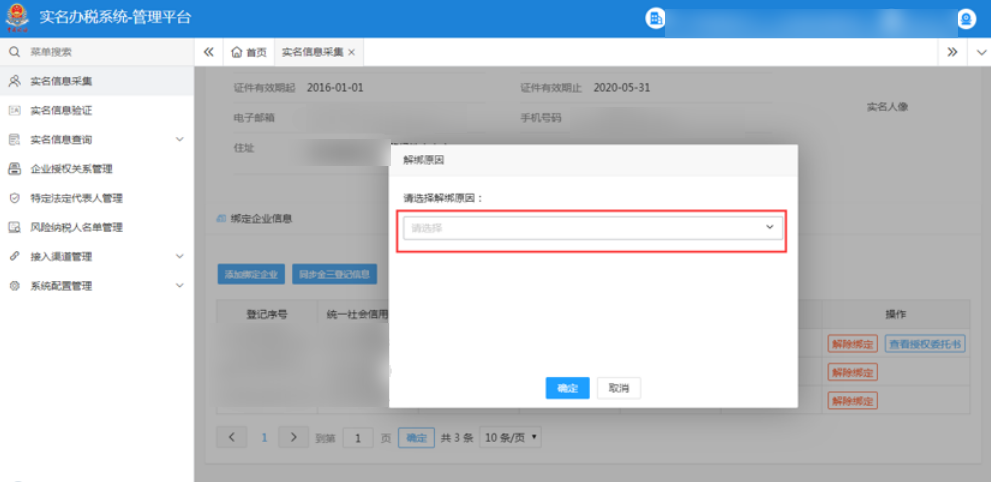 实名办税系统-管理平台
菜单搜索
首页 实名信息采集 ×
实名信息采集
实名信息验证
实名信息查询
企业授权关系管理
特定法定代表人管理
风险纳税人名单管理
接入渠道管理
系统配置管理
证件有效期起 2016-01-01 证件有效期止 2020-05-31
实名人像
电子邮箱 手机号码
住址
解绑原因
请选择解绑原因：
请选择
绑定企业信息
添加绑定企业 同步金三登记信息
登记序号 统一社会信用 操作
解除绑定 查看授权委托书
解除绑定
解除绑定
确定 取消
1 到第 1 页 确定 共 3 条 10 条/页